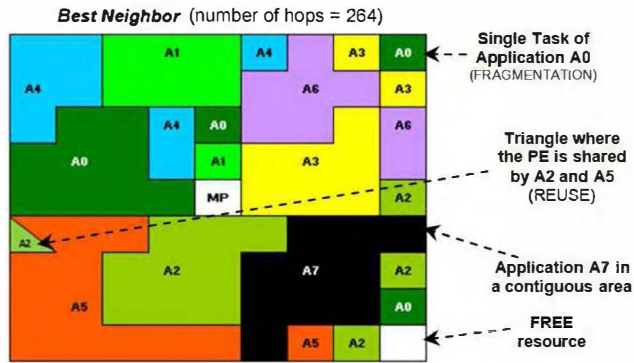 Best Neighbor (number of hops = 264)
A1
A4
A3
A0
Single Task of
Application A0
(FRAGMENTATION)
A4
A6
A3
A4
A0
A6
Triangle where
the PE is shared
by A2 and A5
(REUSE)
A0
A1
A3
MP
A2
A2
A2
A7
A2
Application A7 in
a contiguous area
A5
A0
FREE
resource
A5
A2